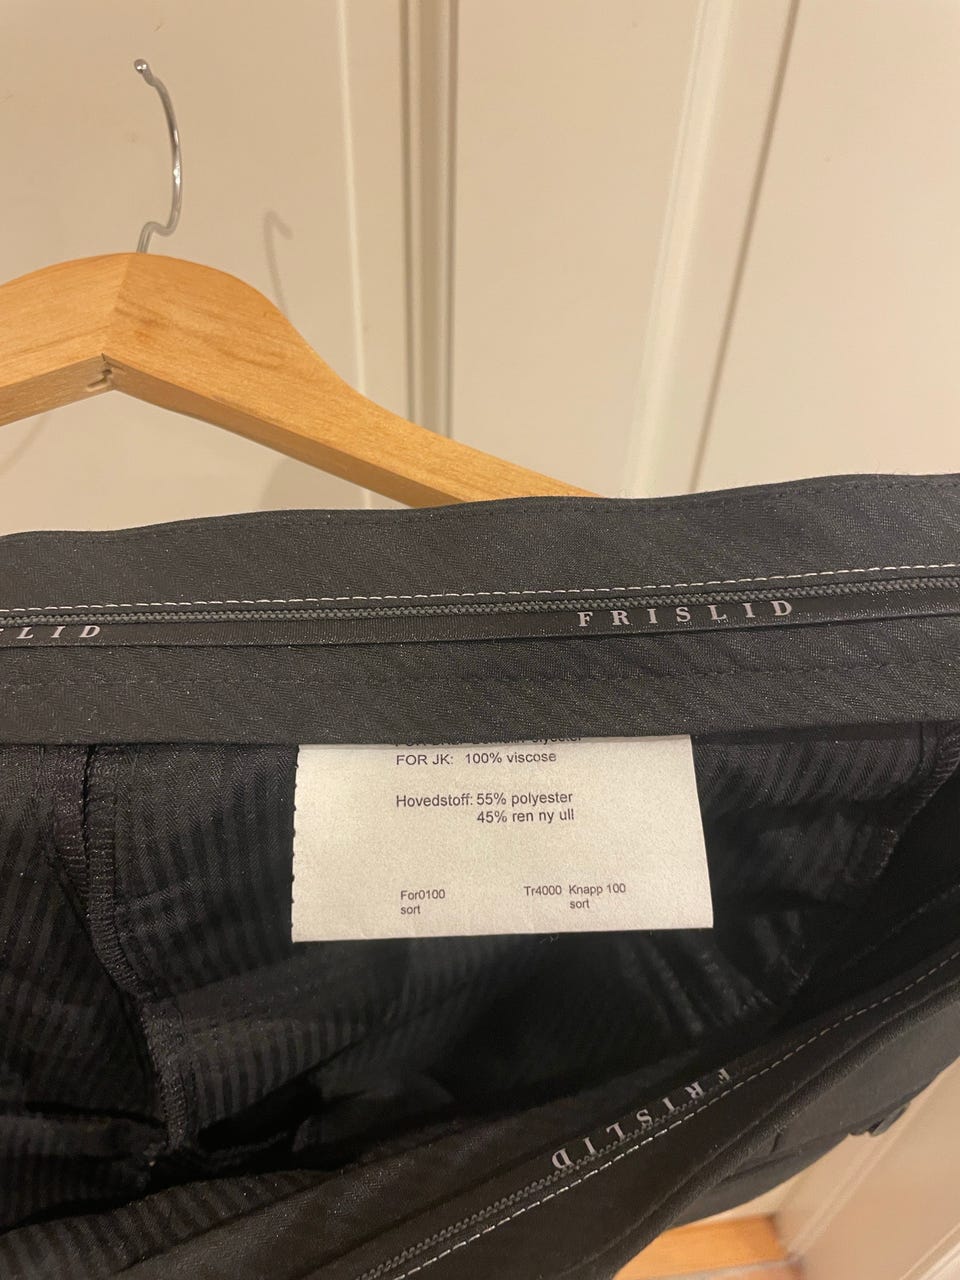 LID
FRISLID
FOR JK: 100% viscose
Hovedstoff: 55% polyester
45% ren ny ull
For0100 Tr4000 Knapp 100
sort sort
FRISLID